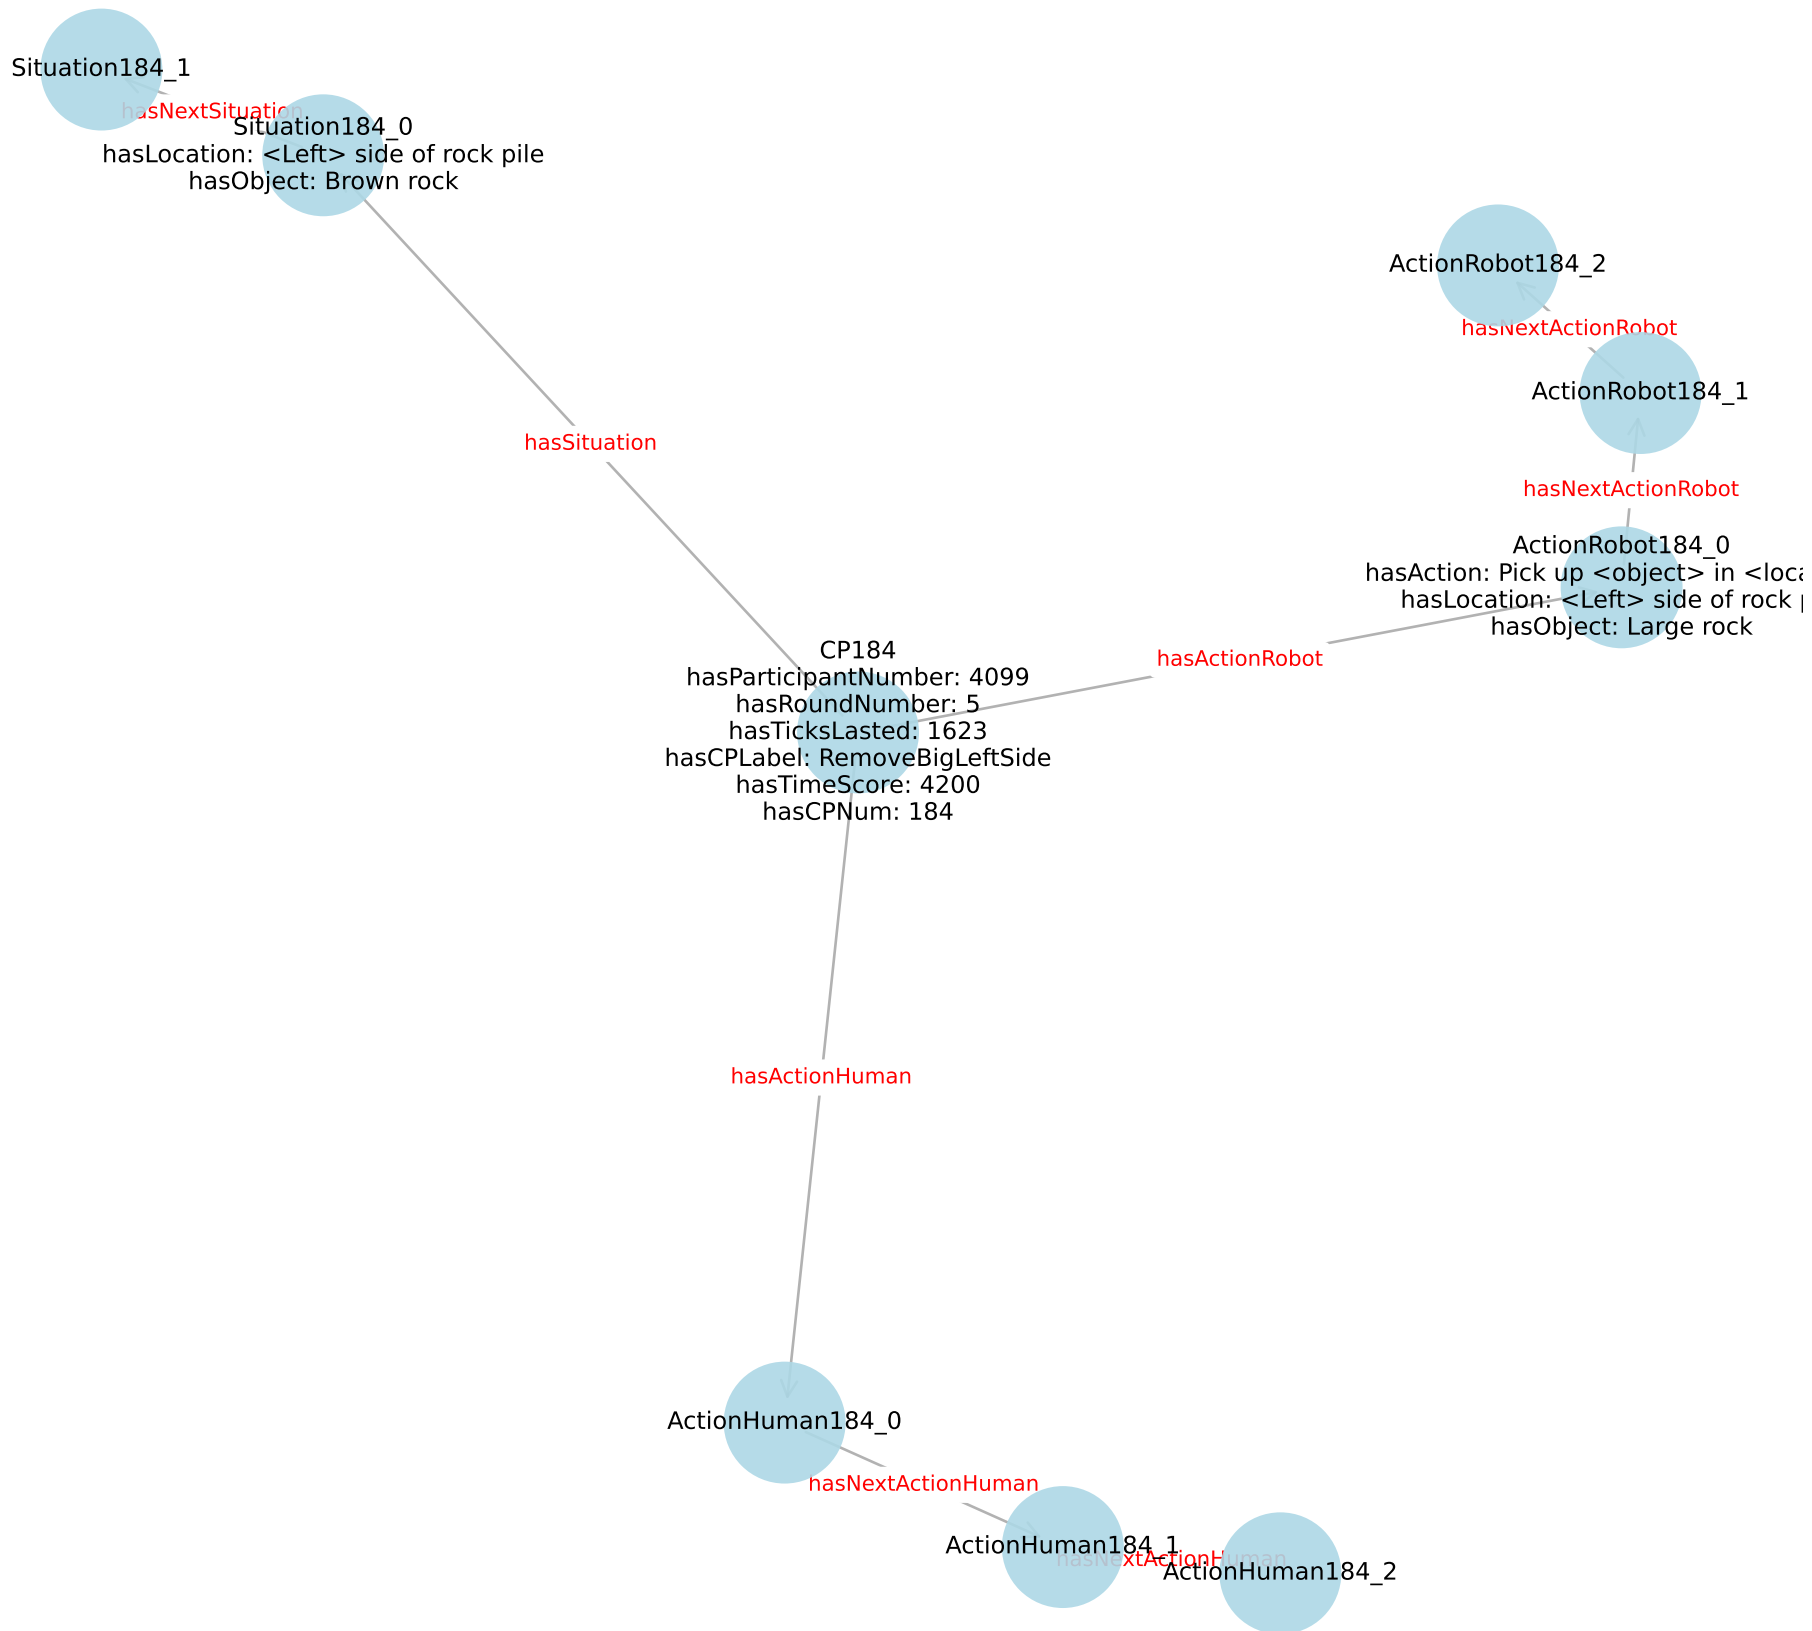 Situation184_1
hasNextSituation
Situation184_0
hasLocation: <Left> side of rock pile
hasObject: Brown rock
ActionRobot184_2
hasNextActionRobot
ActionRobot184_1
hasSituation
hasNextActionRobot
ActionRobot184_0
hasAction: Pick up <object> in <loca
hasLocation: <Left> side of rock p
hasObject: Large rock
hasActionRobot
CP184
hasParticipantNumber: 4099
hasRoundNumber: 5
hasTicksLasted: 1623
hasCPLabel: RemoveBigLeftSide
hasTimeScore: 4200
hasCPNum: 184
hasActionHuman
ActionHuman184_0
hasNextActionHuman
ActionHuman184_1
hasNextActionHuman
ActionHuman184_2